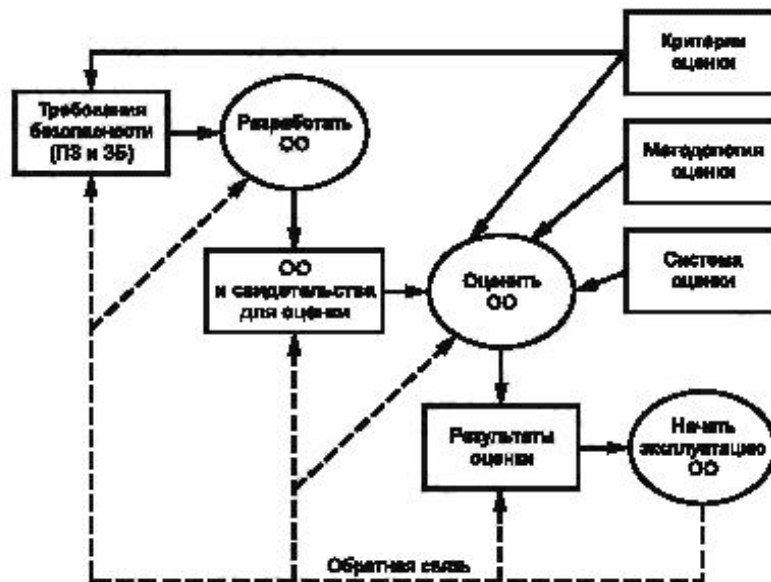 Критерии
оценки
Требования
безопасности
(ПЗ и ЗБ)
Разработать
ОО
Методология
оценки
ОО
и свидетельства
для оценки
Оценить
ОО
Система
оценки
Результаты
оценки
Начать
эксплуатацию
ОО
Обратная связь